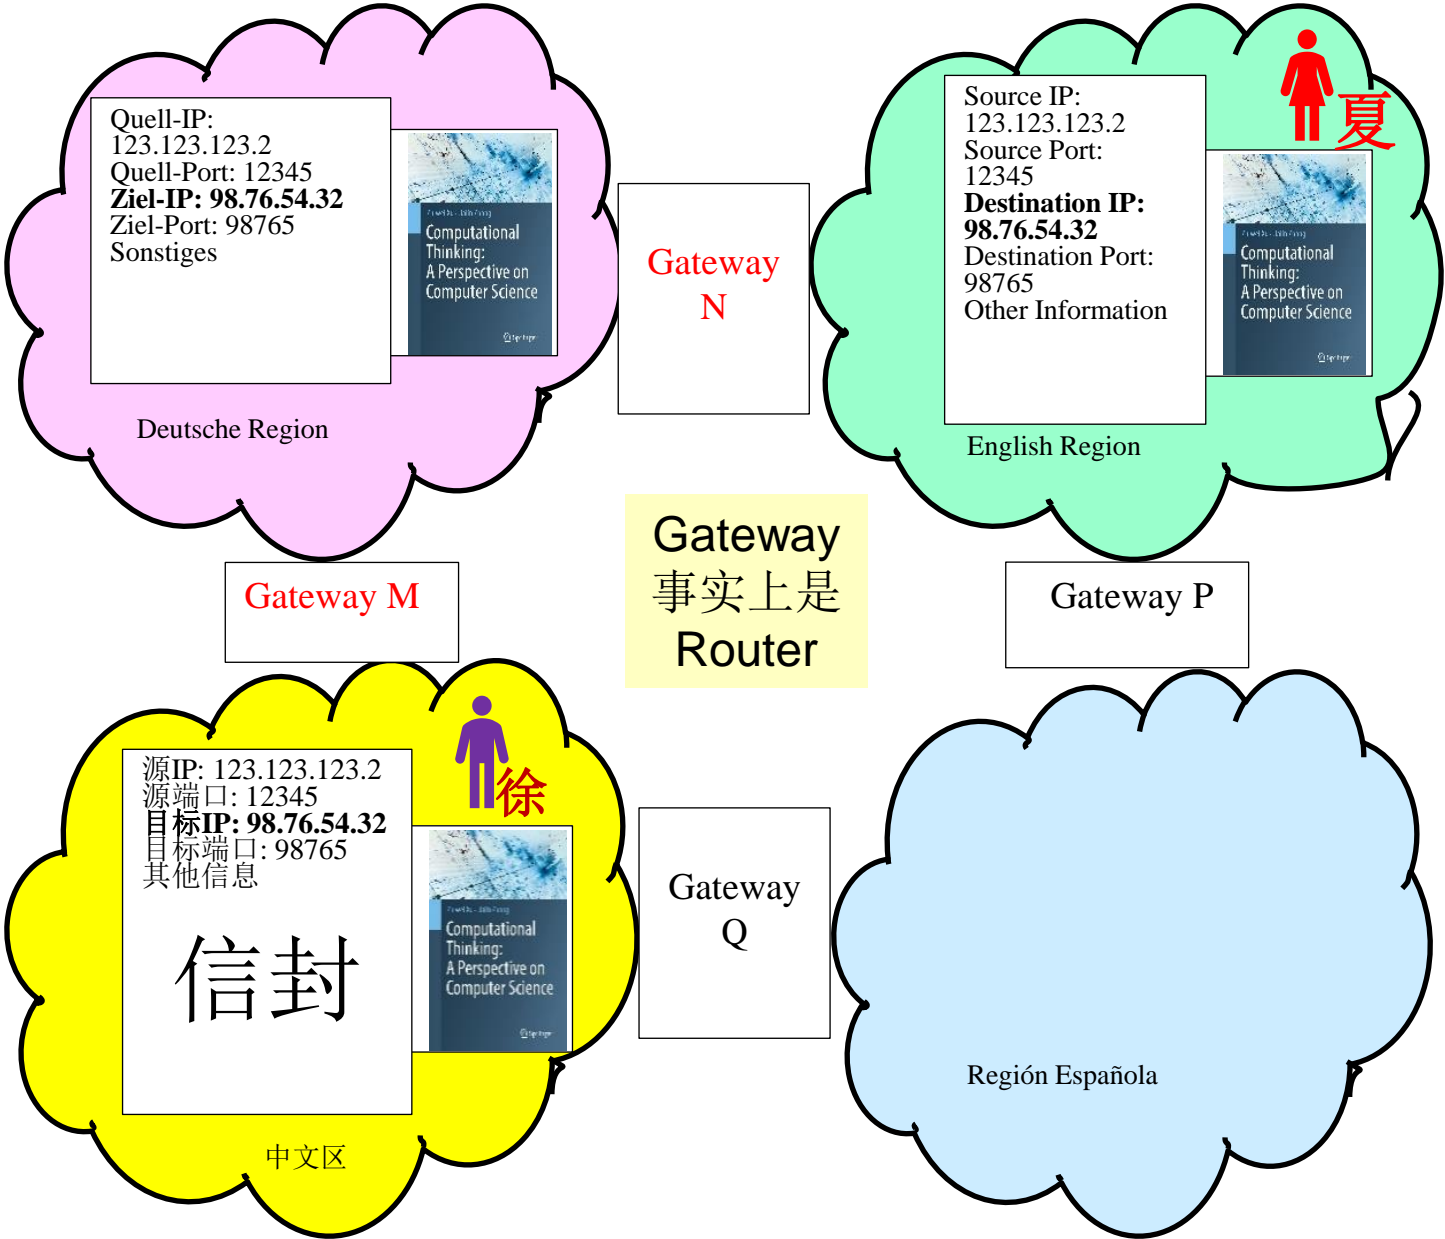 Quell-IP:
123.123.123.2
Quell-Port: 12345
Ziel-IP: 98.76.54.32
Ziel-Port: 98765
Sonstiges
Computational
Thinking:
A Perspective on
Computer Science
Springer
Deutsche Region
Gateway
N
Source IP:
123.123.123.2
Source Port:
12345
Destination IP:
98.76.54.32
Destination Port:
98765
Other Information
夏
Computational
Thinking:
A Perspective on
Computer Science
Springer
English Region
Gateway
事实上是
Router
Gateway M
Gateway P
源IP: 123.123.123.2
源端口: 12345
目标IP: 98.76.54.32
目标端口: 98765
其他信息
信封
徐
Computational
Thinking:
A Perspective on
Computer Science
Springer
中文区
Gateway
Q
Región Española